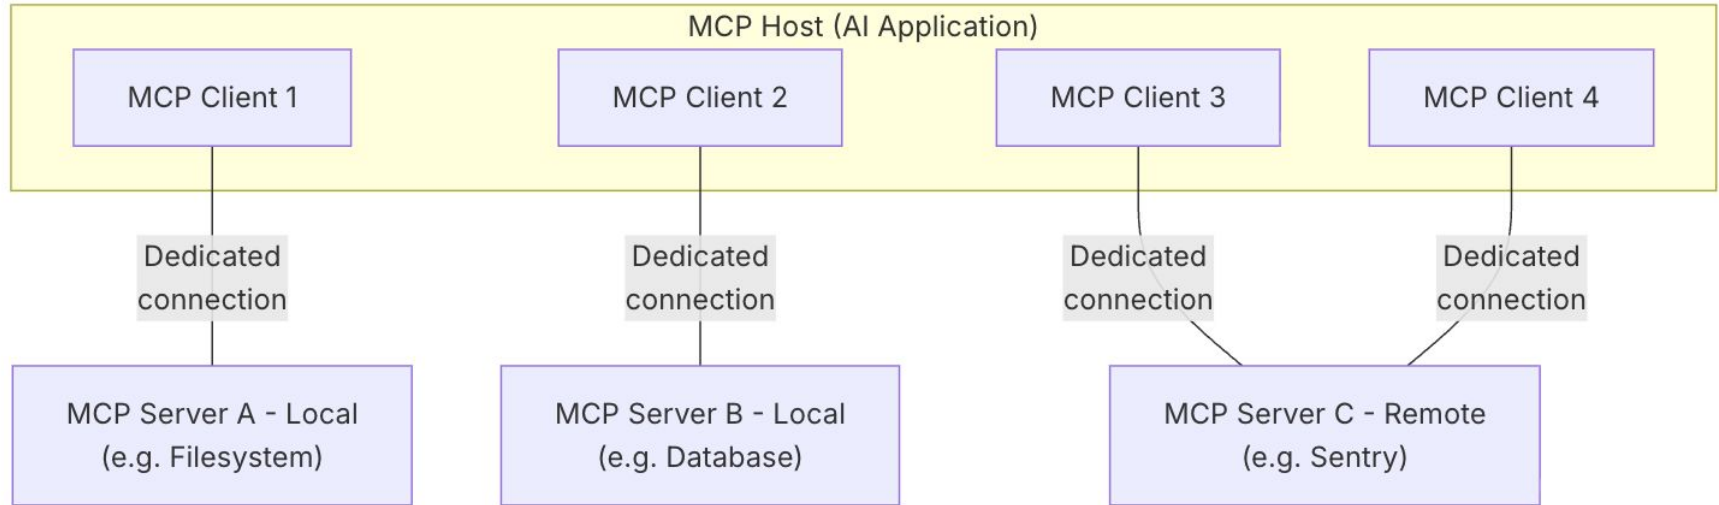 MCP Host (AI Application)
MCP Client 1
MCP Client 2
MCP Client 3
MCP Client 4
Dedicated
connection
Dedicated
connection
Dedicated
connection
Dedicated
connection
MCP Server A - Local
(e.g. Filesystem)
MCP Server B - Local
(e.g. Database)
MCP Server C - Remote
(e.g. Sentry)